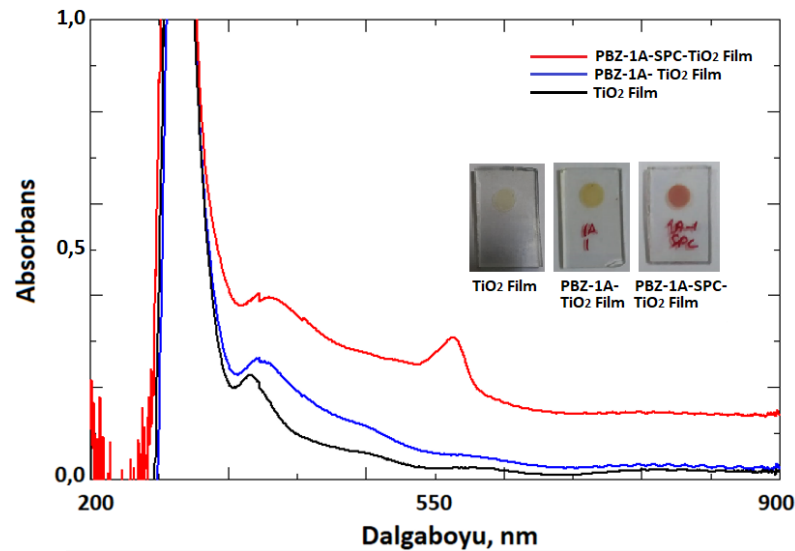 1,0
PBZ-1A-SPC-TiO2 Film
PBZ-1A- TiO2 Film
TiO2 Film
Absorbans
0,5
1A
1
1A-1
SPC
TiO2 Film
PBZ-1A-
TiO2 Film
PBZ-1A-SPC-
TiO2 Film
0,0
200
550
900
Dalgaboyu, nm